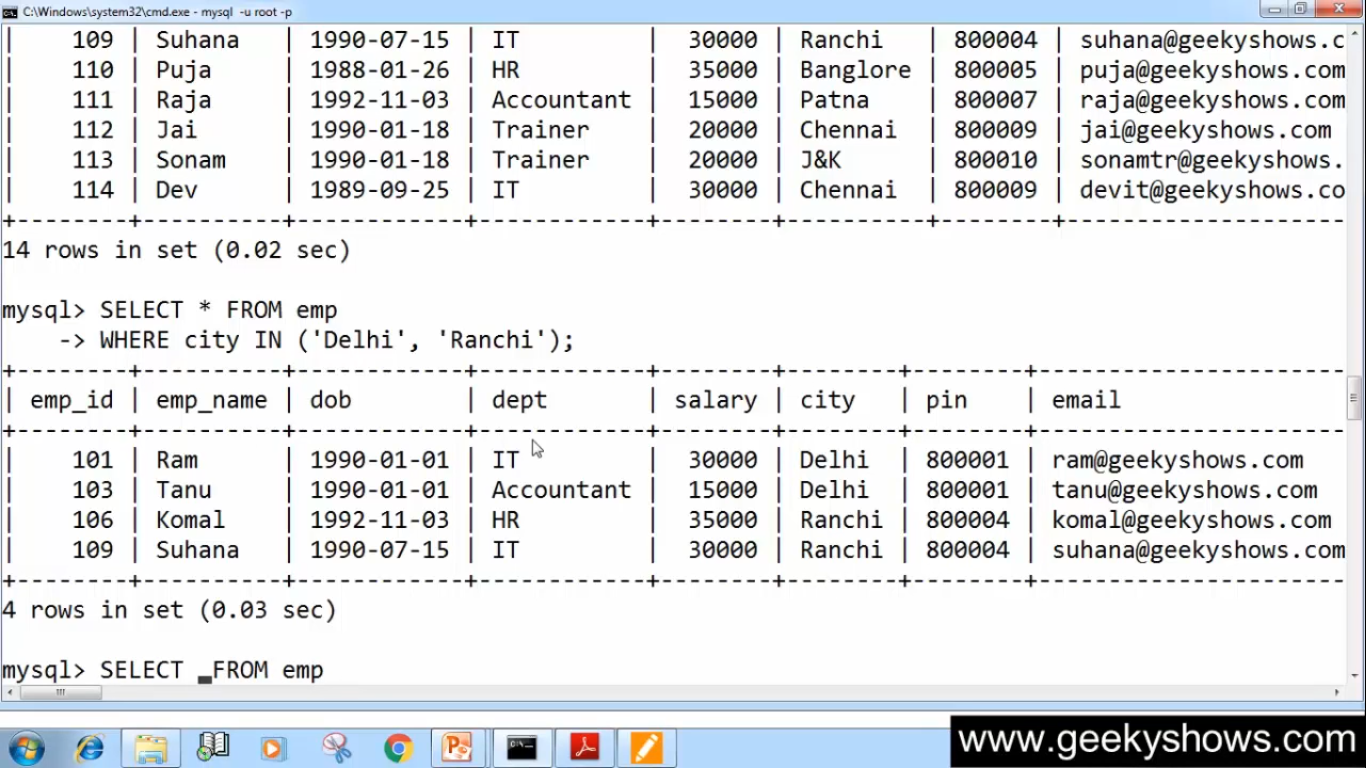 C:\Windows\system32\cmd.exe - mysql -u root -p
| 109 | Suhana | 1990-07-15 | IT | 30000 | Ranchi | 800004 | suhana@geekyshows.c
| 110 | Puja | 1988-01-26 | HR | 35000 | Banglore | 800005 | puja@geekyshows.com
| 111 | Raja | 1992-11-03 | Accountant | 15000 | Patna | 800007 | raja@geekyshows.com
| 112 | Jai | 1990-01-18 | Trainer | 20000 | Chennai | 800009 | jai@geekyshows.com
| 113 | Sonam | 1990-01-18 | Trainer | 20000 | J&K | 800010 | sonamtr@geekyshows.
| 114 | Dev | 1989-09-25 | IT | 30000 | Chennai | 800009 | devit@geekyshows.co
14 rows in set (0.02 sec)
mysql> SELECT * FROM emp
-> WHERE city IN ('Delhi', 'Ranchi');
| emp_id | emp_name | dob | dept | salary | city | pin | email
| 101 | Ram | 1990-01-01 | IT | 30000 | Delhi | 800001 | ram@geekyshows.com
| 103 | Tanu | 1990-01-01 | Accountant | 15000 | Delhi | 800001 | tanu@geekyshows.com
| 106 | Komal | 1992-11-03 | HR | 35000 | Ranchi | 800004 | komal@geekyshows.com
| 109 | Suhana | 1990-07-15 | IT | 30000 | Ranchi | 800004 | suhana@geekyshows.com
4 rows in set (0.03 sec)
mysql> SELECT _FROM emp
www.geekyshows.com